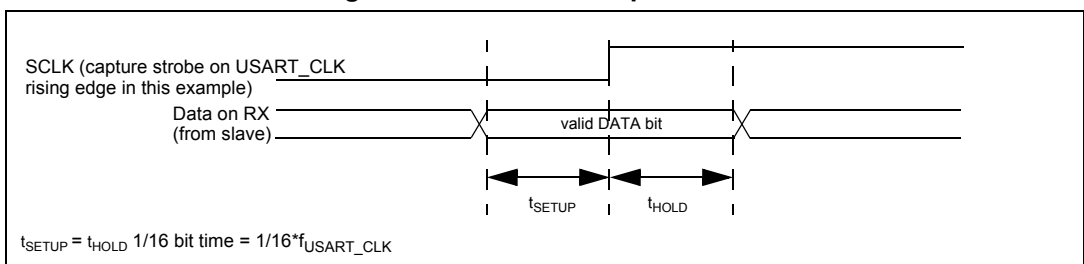 SCLK (capture strobe on USART_CLK
rising edge in this example)
Data on RX
(from slave)
valid DATA bit
tSETUP
tHOLD
tSETUP = tHOLD 1/16 bit time = 1/16*fUSART_CLK